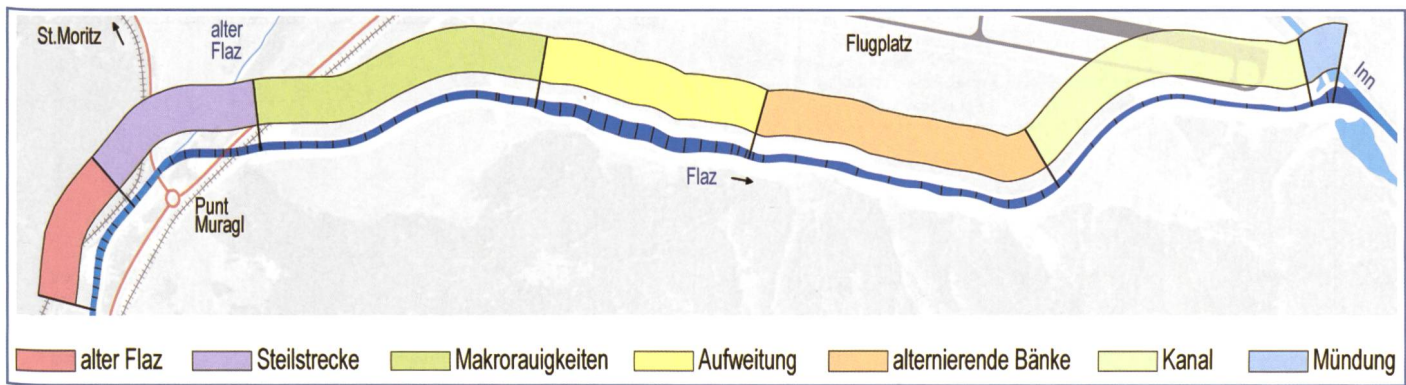 St.Moritz
alter
Flaz
Flugplatz
Inn
Flaz
Punt
Muragl
alter Flaz
Steilstrecke
Makrorauigkeiten
Aufweitung
alternierende Bänke
Kanal
Mündung